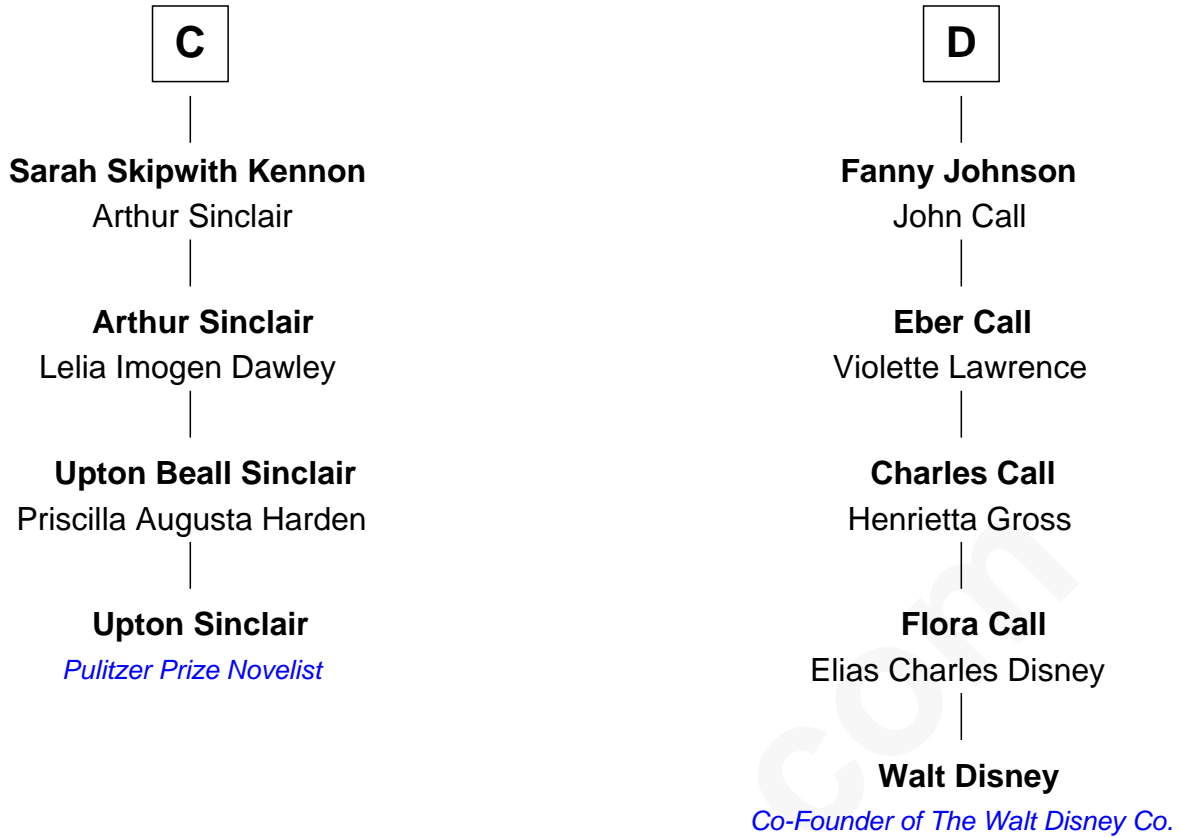 C
Sarah Skipwith Kennon
Arthur Sinclair
Arthur Sinclair
Lelia Imogen Dawley
Upton Beall Sinclair
Priscilla Augusta Harden
Upton Sinclair
Pulitzer Prize Novelist
D
Fanny Johnson
John Call
Eber Call
Violette Lawrence
Charles Call
Henrietta Gross
Flora Call
Elias Charles Disney
Walt Disney
Co-Founder of The Walt Disney Co.
com